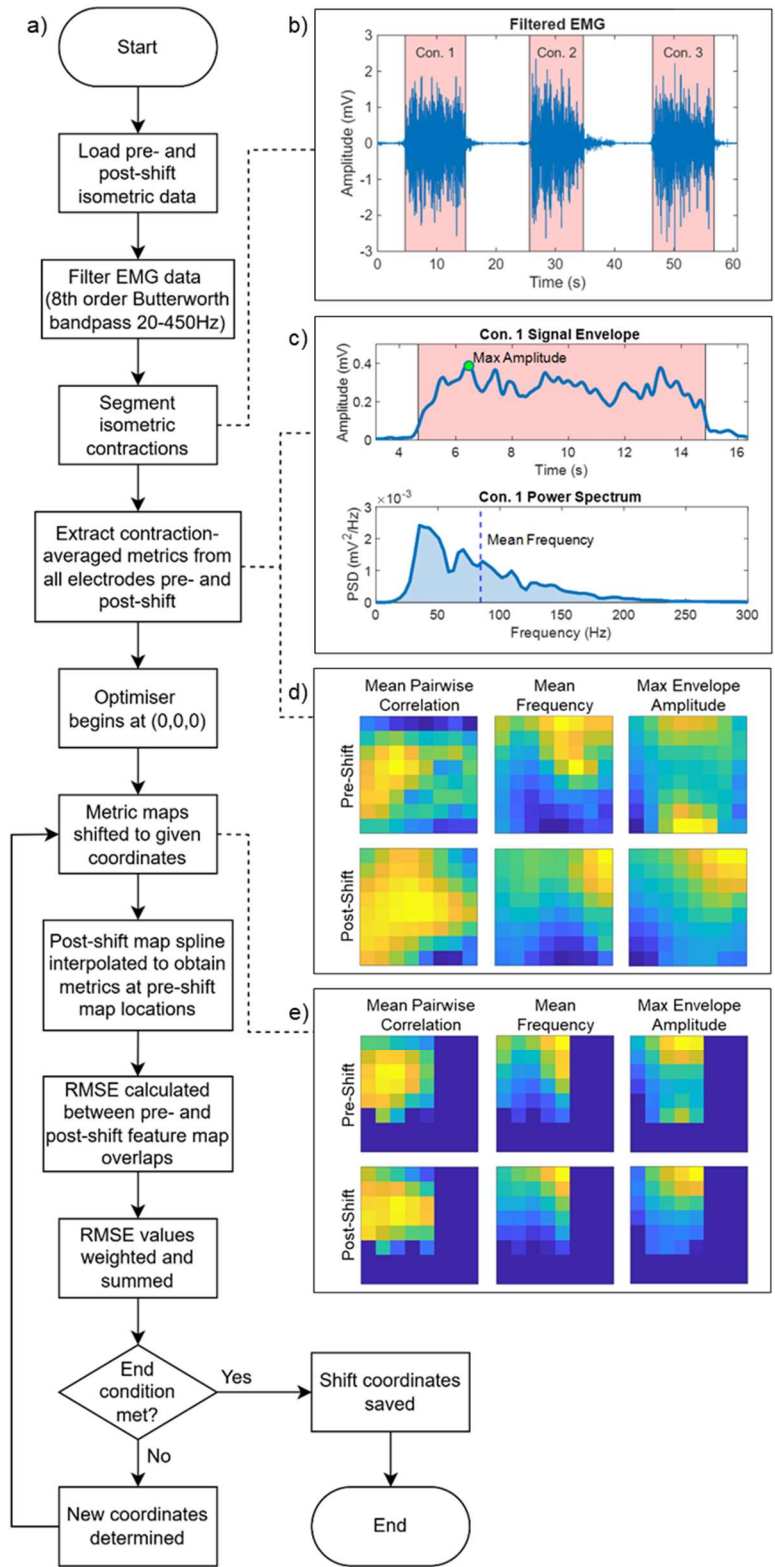 a)
Start
Load pre- and
post-shift
isometric data
Filter EMG data
(8th order Butterworth
bandpass 20-450Hz)
Segment
isometric
contractions
Extract contraction-
averaged metrics from
all electrodes pre- and
post-shift
Optimiser
begins at (0,0,0)
Metric maps
shifted to given
coordinates
Post-shift map spline
interpolated to obtain
metrics at pre-shift
map locations
RMSE calculated
between pre- and
post-shift feature map
overlaps
RMSE values
weighted and
summed
End
condition
met?
Yes
No
New coordinates
determined
Shift coordinates
saved
End
b)
Filtered EMG
Con. 1
Con. 2
Con. 3
Amplitude (mV)
3
2
1
0
-1
-2
-3
0
10
20
30
40
50
60
Time (s)
c)
Con. 1 Signal Envelope
Max Amplitude
Amplitude (mV)
0.4
0.2
0
4
6
8
10
12
14
16
Time (s)
Con. 1 Power Spectrum
×10⁻³
Mean Frequency
PSD (mV²/Hz)
3
2
1
0
0
50
100
150
200
250
300
Frequency (Hz)
d)
Mean Pairwise
Correlation
Mean
Frequency
Max Envelope
Amplitude
Pre-Shift
Post-Shift
e)
Mean Pairwise
Correlation
Mean
Frequency
Max Envelope
Amplitude
Pre-Shift
Post-Shift